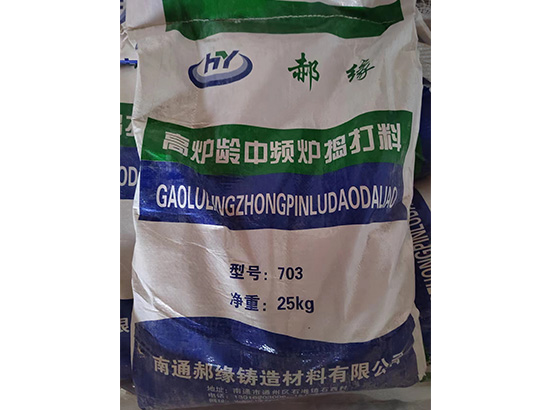 HY
郝缘
高炉龄中频炉捣打料
GAOLULINGZHONGPINLUDAODALIAO
型号：703
净重：25kg
南通郝缘铸造材料有限公司